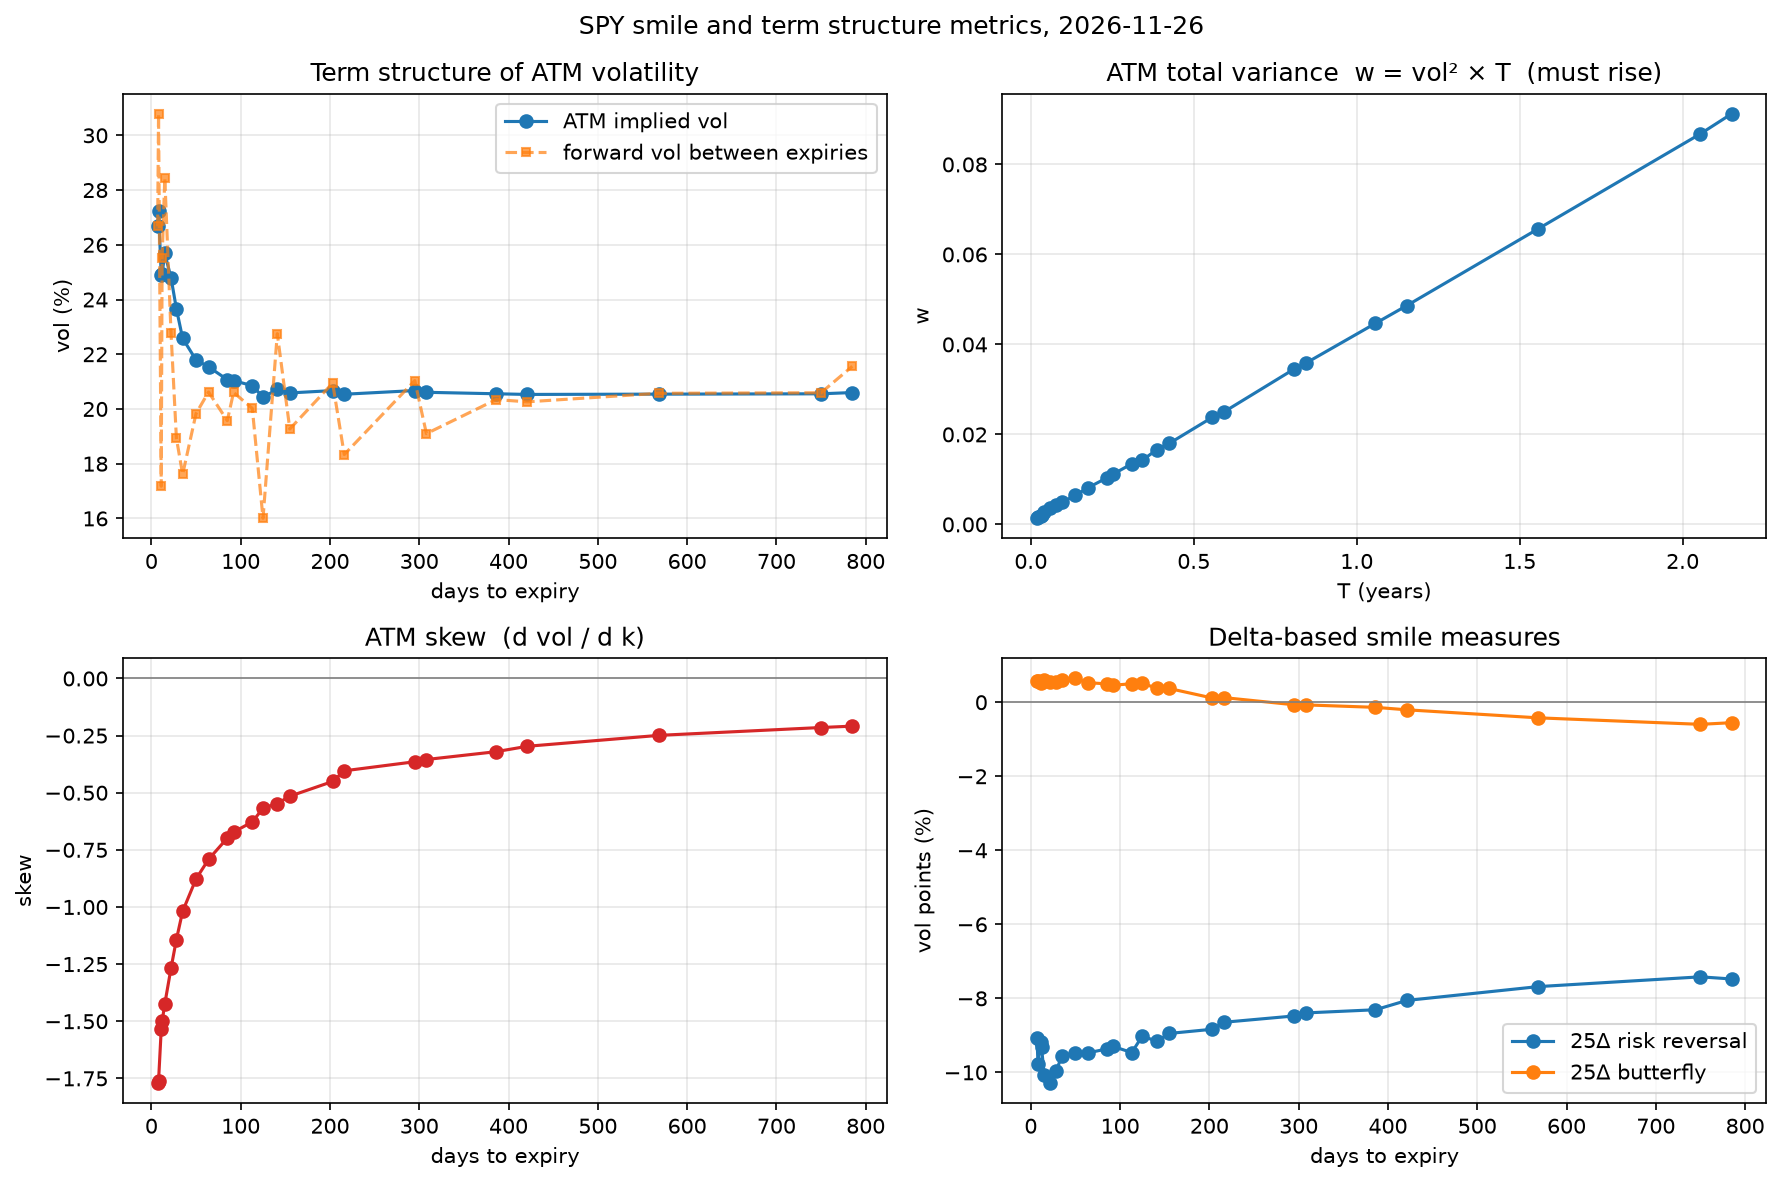 SPY smile and term structure metrics, 2026-11-26
Term structure of ATM volatility
ATM implied vol
forward vol between expiries
30
28
26
24
22
20
18
16
vol (%)
0 100 200 300 400 500 600 700 800
days to expiry
ATM total variance w = vol² × T (must rise)
0.08
0.06
0.04
0.02
0.00
w
0.0 0.5 1.0 1.5 2.0
T (years)
ATM skew (d vol / d k)
0.00
−0.25
−0.50
−0.75
−1.00
−1.25
−1.50
−1.75
skew
0 100 200 300 400 500 600 700 800
days to expiry
Delta-based smile measures
0
−2
−4
−6
−8
−10
vol points (%)
25Δ risk reversal
25Δ butterfly
0 100 200 300 400 500 600 700 800
days to expiry